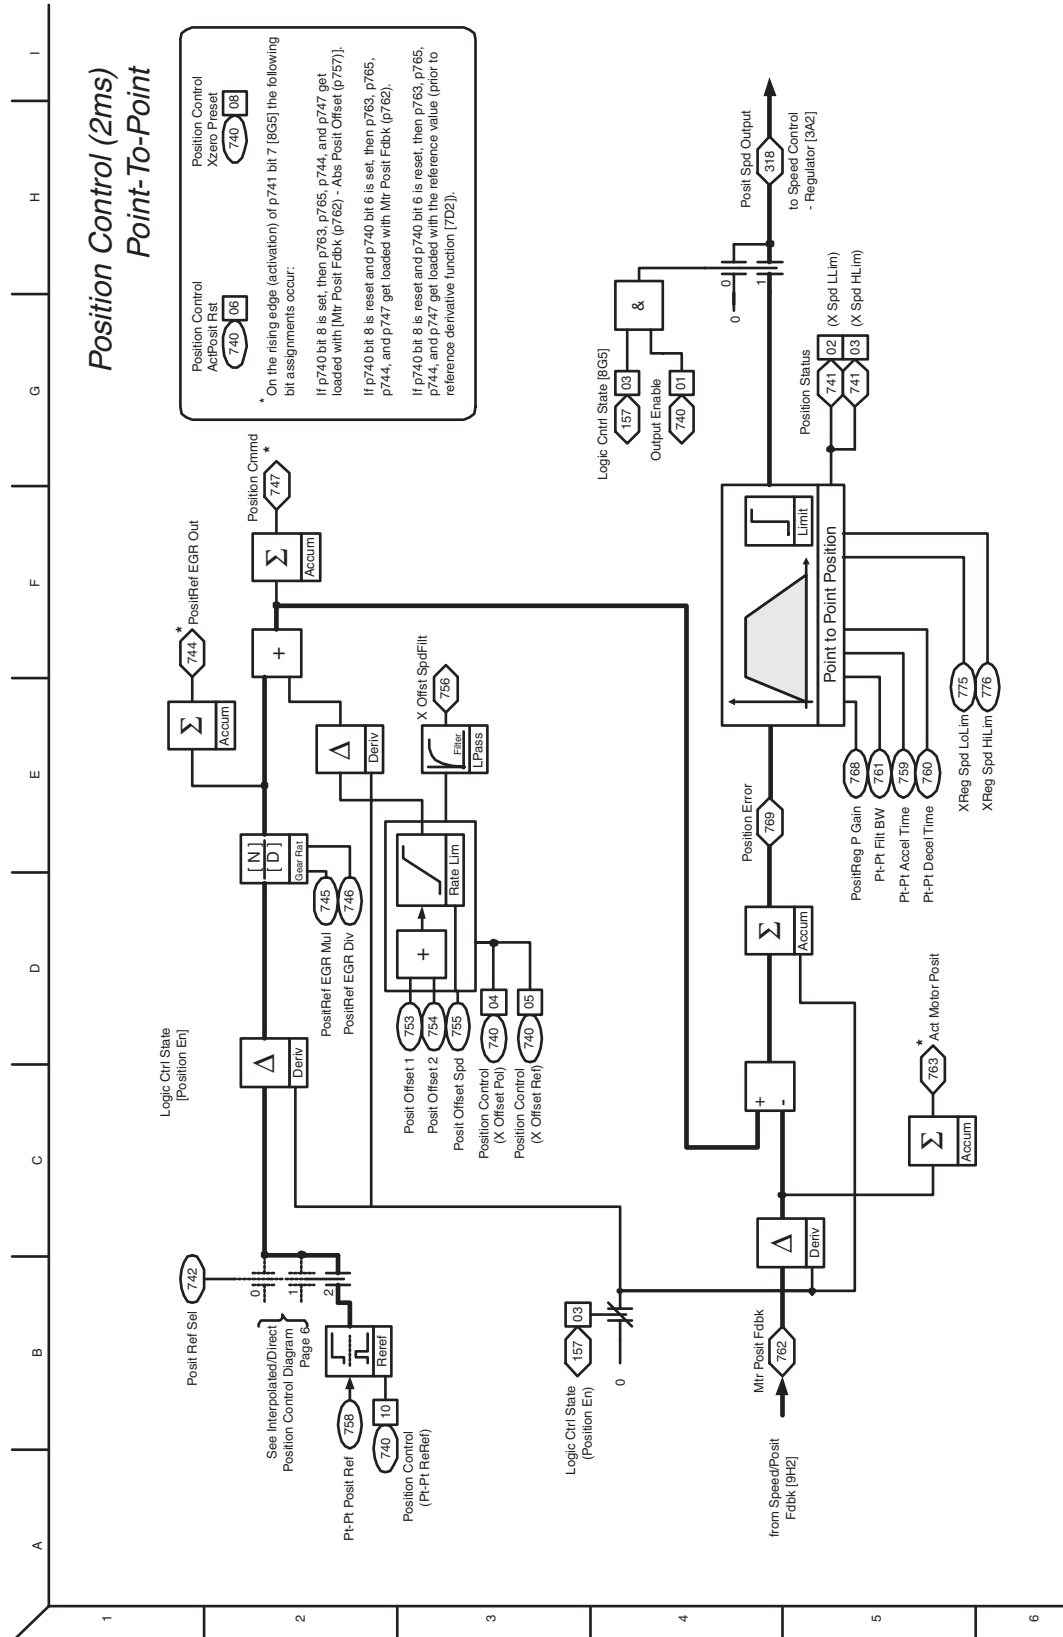 Position Control (2ms)
Point-To-Point
A
B
C
D
E
F
G
H
I
1
2
3
4
5
6
Position Control
ActPosit Rst
740
06
Position Control
Xzero Preset
740
08
* On the rising edge (activation) of p741 bit 7 [8G5] the following
bit assignments occur:
If p740 bit 8 is set, then p763, p765, p744, and p747 get
loaded with [Mtr Posit Fdbk (p762) - Abs Posit Offset (p757)].
If p740 bit 8 is reset and p740 bit 6 is set, then p763, p765,
p744, and p747 get loaded with Mtr Posit Fdbk (p762).
If p740 bit 8 is reset and p740 bit 6 is reset, then p763, p765,
p744, and p747 get loaded with the reference value (prior to
reference derivative function [7D2]).
Posit Ref Sel
742
0
1
2
See Interpolated/Direct
Position Control Diagram
Page 6
Pt-Pt Posit Ref
758
Reref
740
10
Position Control
(Pt-Pt ReRef)
Logic Ctrl State
[Position En]
Δ
Deriv
[ N ]
[ D ]
Gear Rat
745
746
PositRef EGR Mul
PositRef EGR Div
Σ
Accum
744
*
PositRef EGR Out
+
Σ
Accum
Position Cmmd
747
*
Δ
Deriv
Posit Offset 1
753
Posit Offset 2
754
Posit Offset Spd
755
+
Rate Lim
Position Control
(X Offset Pol)
740
04
Position Control
(X Offset Ref)
740
05
Filter
LPass
X Offst SpdFilt
756
Logic Ctrl State
(Position En)
157
03
0
from Speed/Posit
Fdbk [9H2]
Mtr Posit Fdbk
762
Δ
Deriv
+
-
Σ
Accum
763
*
Act Motor Posit
Σ
Accum
Position Error
769
Limit
Point to Point Position
768
PositReg P Gain
761
Pt-Pt Filt BW
759
Pt-Pt Accel Time
760
Pt-Pt Decel Time
775
XReg Spd LoLim
776
XReg Spd HiLim
Position Status
741
02
(X Spd LLim)
741
03
(X Spd HLim)
Logic Cntrl State [8G5]
157
03
Output Enable
740
01
&
0
0
1
Posit Spd Output
318
to Speed Control
- Regulator [3A2]